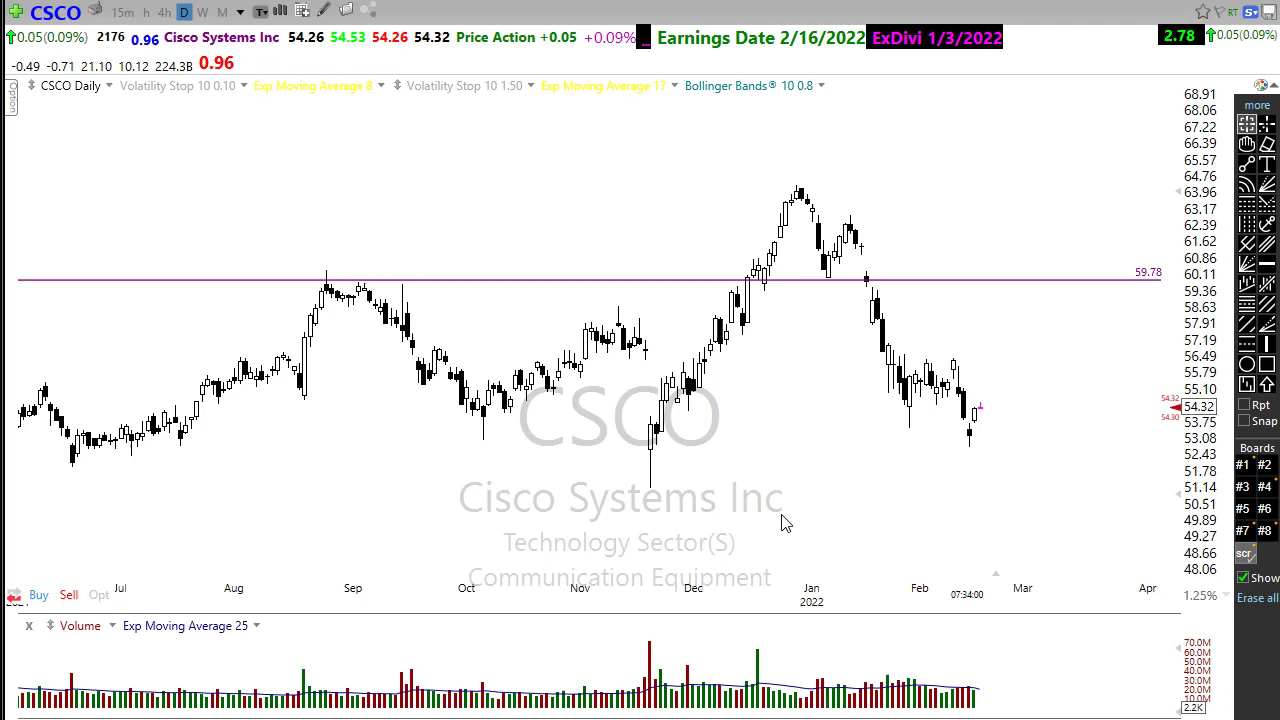 CSCO 15m h 4h D W M T RT S
0.05(0.09%) 2176 0.96 Cisco Systems Inc 54.26 54.53 54.26 54.32 Price Action +0.05 +0.09% ... Earnings Date 2/16/2022 ExDivi 1/3/2022 2.78 0.05(0.09%)
-0.49 -0.71 21.10 10.12 224.3B 0.96
Option
CSCO Daily Volatility Stop 10 0.10 Exp Moving Average 8 Volatility Stop 10 1.50 Exp Moving Average 17 Bollinger Bands® 10 0.8
68.91
68.06
67.22
66.39
65.57
64.76
63.96
63.17
62.39
61.62
60.86
60.11
59.36
58.63
57.91
57.19
56.49
55.79
55.10
54.32
53.75
53.08
52.43
51.78
51.14
50.51
49.89
49.27
48.66
48.06
59.78
54.32
54.30
CSCO
Cisco Systems Inc
Technology Sector(S)
Communication Equipment
Jul Aug Sep Oct Nov Dec Jan Feb Mar Apr
2022
07:34:00
Buy Sell Opt
1.25%
X Volume Exp Moving Average 25
70.0M
60.0M
50.0M
40.0M
30.0M
20.0M
10.0M
2.2K
more
Rpt
Snap
Boards
#1 #2
#3 #4
#5 #6
#7 #8
scr
Show
Erase all